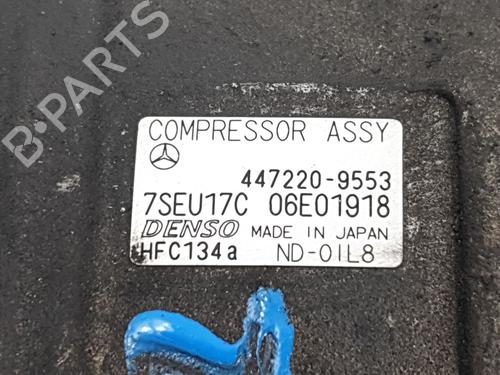 B-PARTS
COMPRESSOR ASSY
447220-9553
7SEU17C 06E01918
DENSO MADE IN JAPAN
HFC134a ND-OIL8